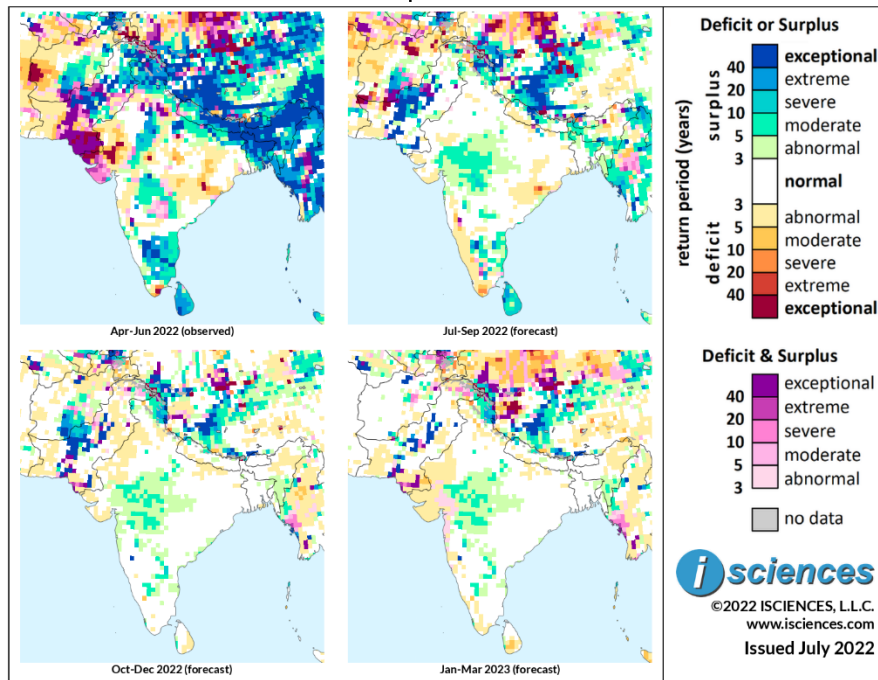 Apr-Jun 2022 (observed)
Jul-Sep 2022 (forecast)
Oct-Dec 2022 (forecast)
Jan-Mar 2023 (forecast)
Deficit or Surplus
return period (years)
surplus
deficit
40
20
10
5
3
3
5
10
20
40
exceptional
extreme
severe
moderate
abnormal
normal
abnormal
moderate
severe
extreme
exceptional
Deficit & Surplus
40
20
10
5
3
exceptional
extreme
severe
moderate
abnormal
no data
i sciences
©2022 ISCIENCES, L.L.C.
www.isciences.com
Issued July 2022